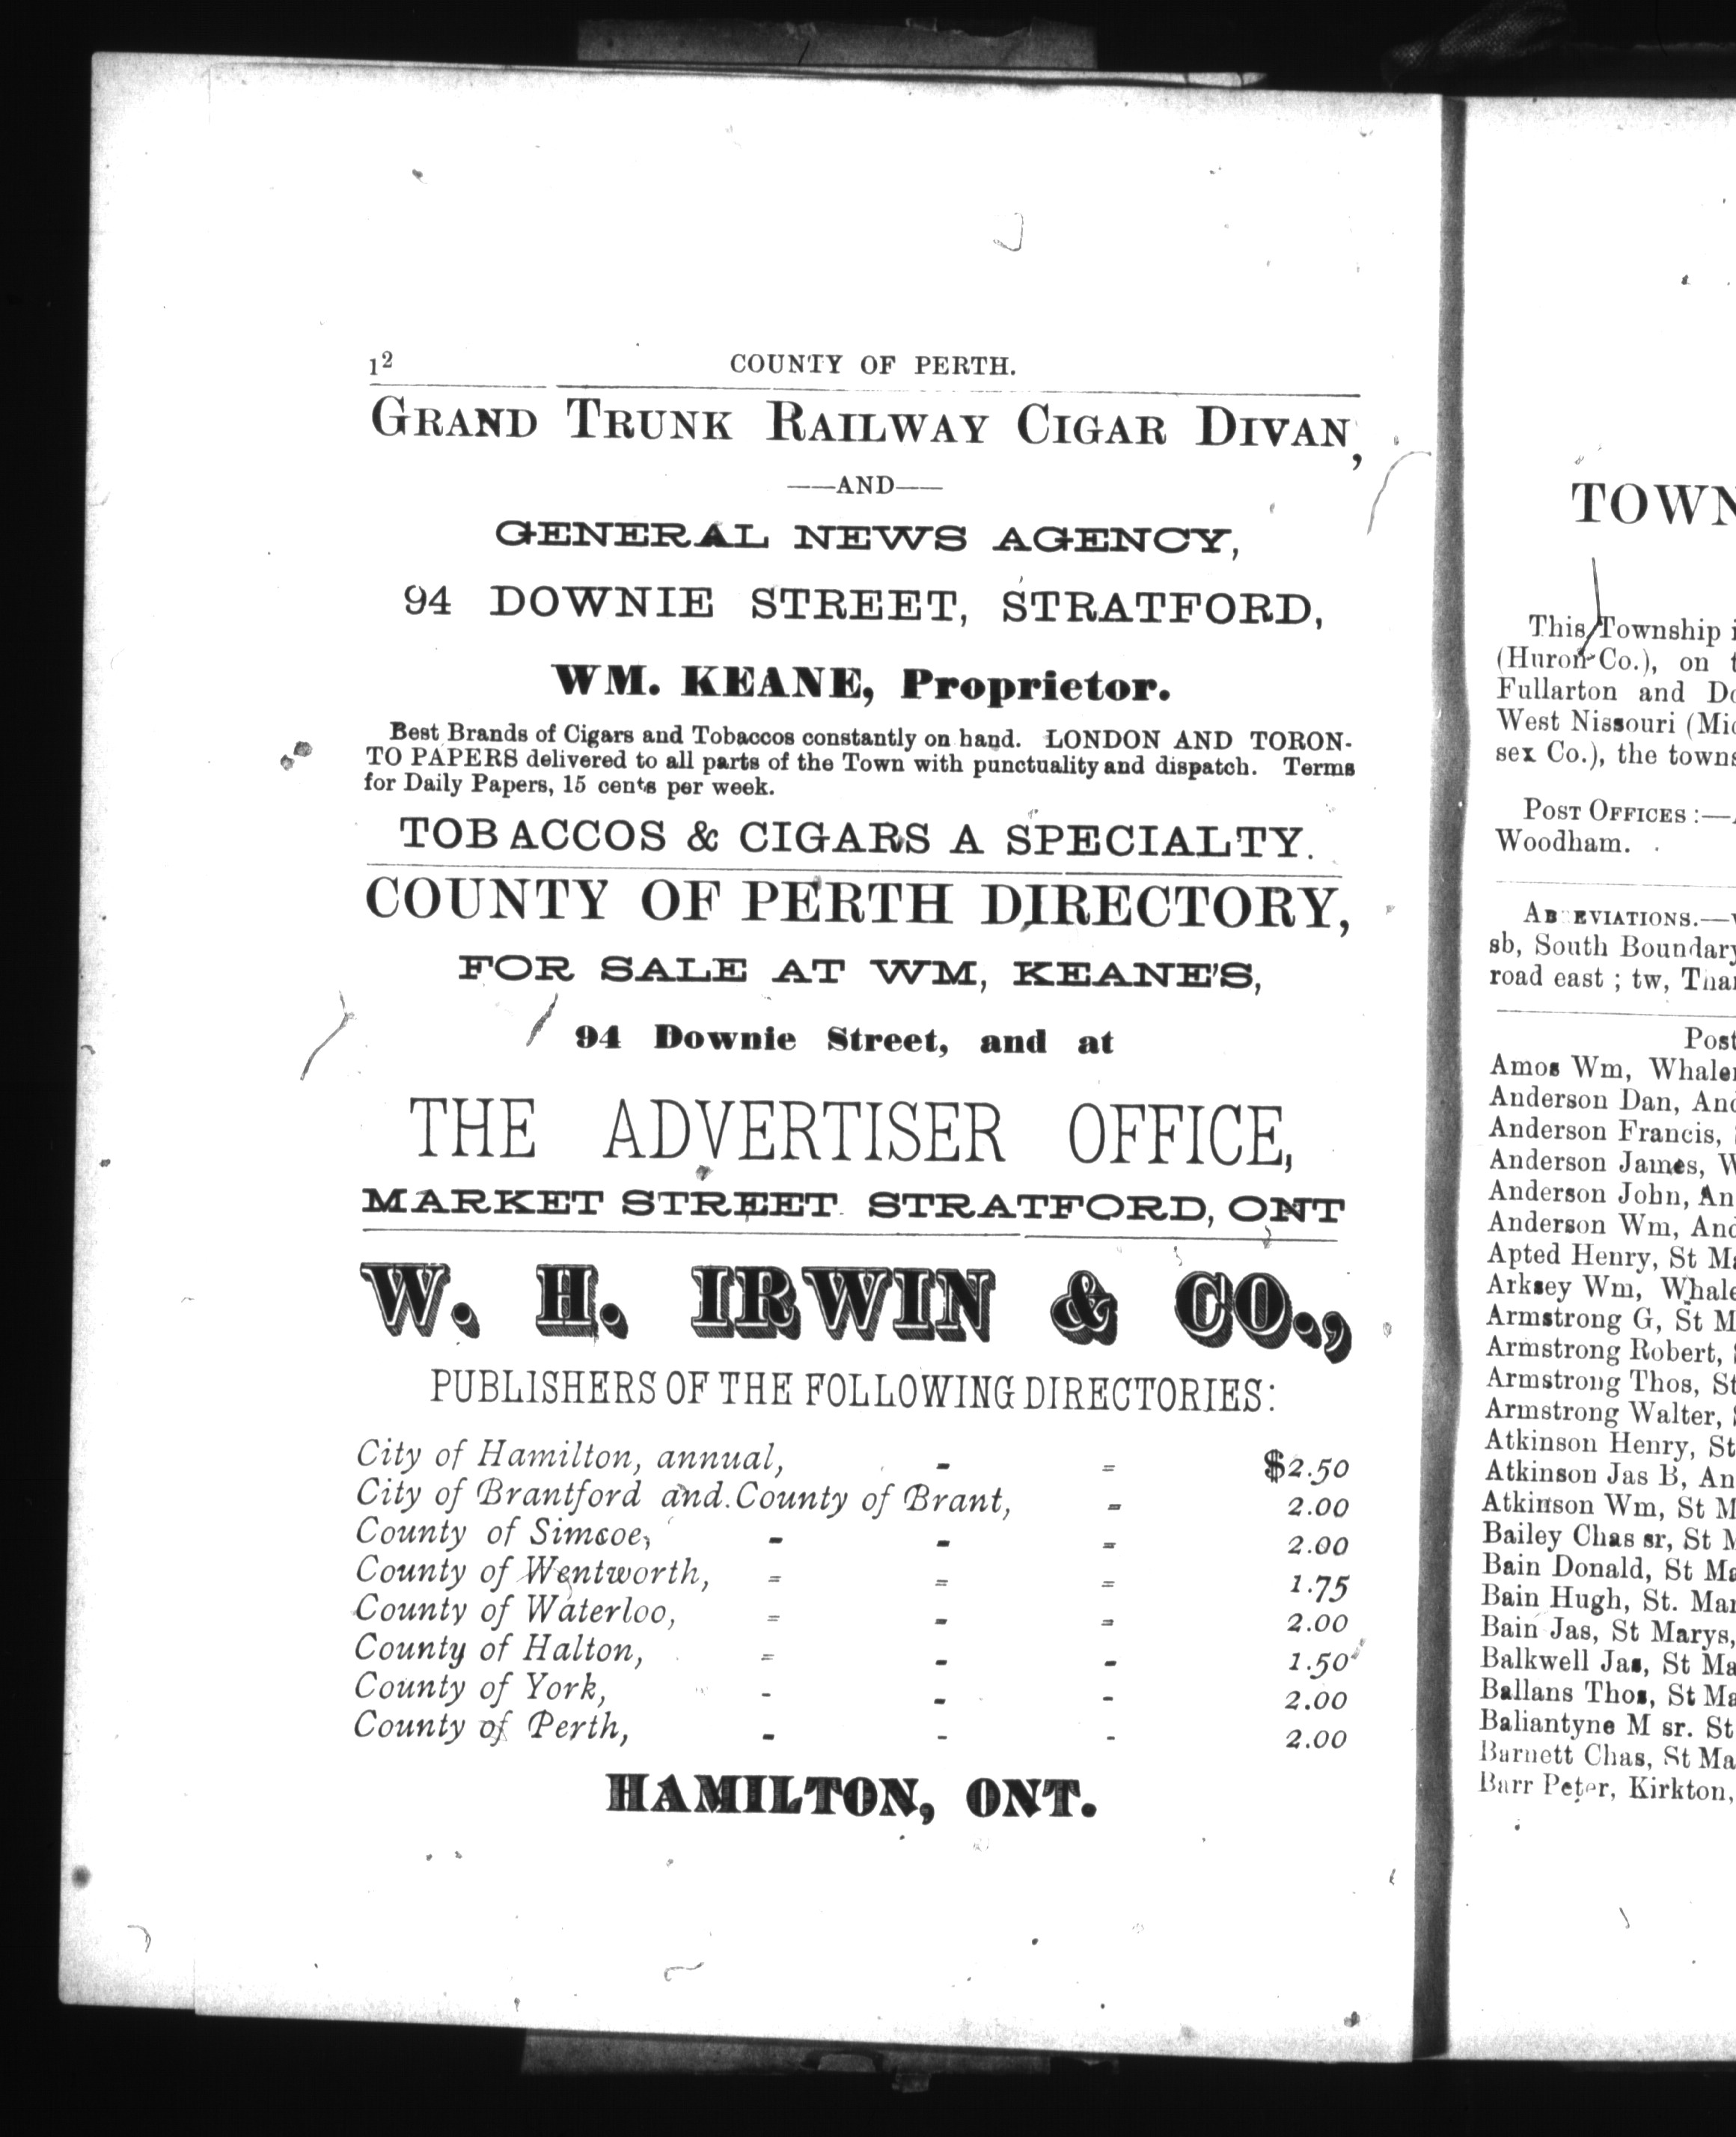 12 COUNTY OF PERTH.
GRAND TRUNK RAILWAY CIGAR DIVAN,
——AND——
GENERAL NEWS AGENCY,
94 DOWNIE STREET, STRATFORD,
WM. KEANE, Proprietor.
Best Brands of Cigars and Tobaccos constantly on hand. LONDON AND TORON-
TO PAPERS delivered to all parts of the Town with punctuality and dispatch. Terms
for Daily Papers, 15 cents per week.
TOBACCOS & CIGARS A SPECIALTY.
COUNTY OF PERTH DIRECTORY,
FOR SALE AT WM, KEANE'S,
94 Downie Street, and at
THE ADVERTISER OFFICE,
MARKET STREET STRATFORD, ONT
W. H. IRWIN & CO.,
PUBLISHERS OF THE FOLLOWING DIRECTORIES:
City of Hamilton, annual, - - $2.50
City of Brantford and County of Brant, - 2.00
County of Simcoe, - - - 2.00
County of Wentworth, - - - 1.75
County of Waterloo, - - - 2.00
County of Halton, - - - 1.50
County of York, - - - 2.00
County of Perth, - - - 2.00
HAMILTON, ONT.
TOWN
This Township
(Huron Co.), on
Fullarton and
West Nissouri
sex Co.), the
POST OFFICES :—
Woodham.
sb, South Boundary
road east ; tw,
Post
Amos Wm,
Anderson Dan,
Anderson Francis,
Anderson James,
Anderson John,
Anderson Wm,
Apted Henry, St
Arksey Wm,
Armstrong G, St
Armstrong Robert,
Armstrong Thos, St
Armstrong Walter,
Atkinson Henry, St
Atkinson Jas B,
Atkinson Wm, St
Bailey Chas sr, St
Bain Donald, St
Bain Hugh, St.
Bain Jas, St Marys,
Balkwell Jas, St
Ballans Thos, St
Baliantyne M sr. St
Barnett Chas, St
Barr Peter, Kirkton,